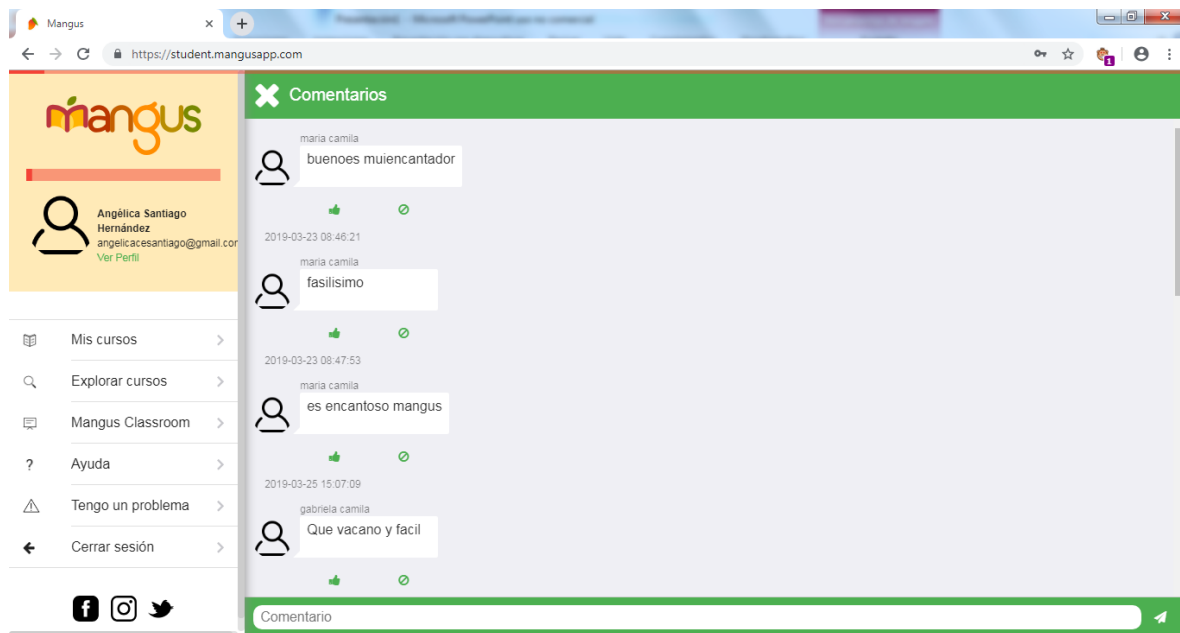 Mangus
https://student.mangusapp.com
1
mangus
Angèlica Santiago
Hernández
angelicacesantiago@gmail.com
Ver Perfil
Mis cursos
Explorar cursos
Mangus Classroom
Ayuda
Tengo un problema
Cerrar sesión
Comentarios
maria camila
buenoes muiencantador
2019-03-23 08:46:21
maria camila
fasilisimo
2019-03-23 08:47:53
maria camila
es encantoso mangus
2019-03-25 15:07:09
gabriela camila
Que vacano y facil
Comentario